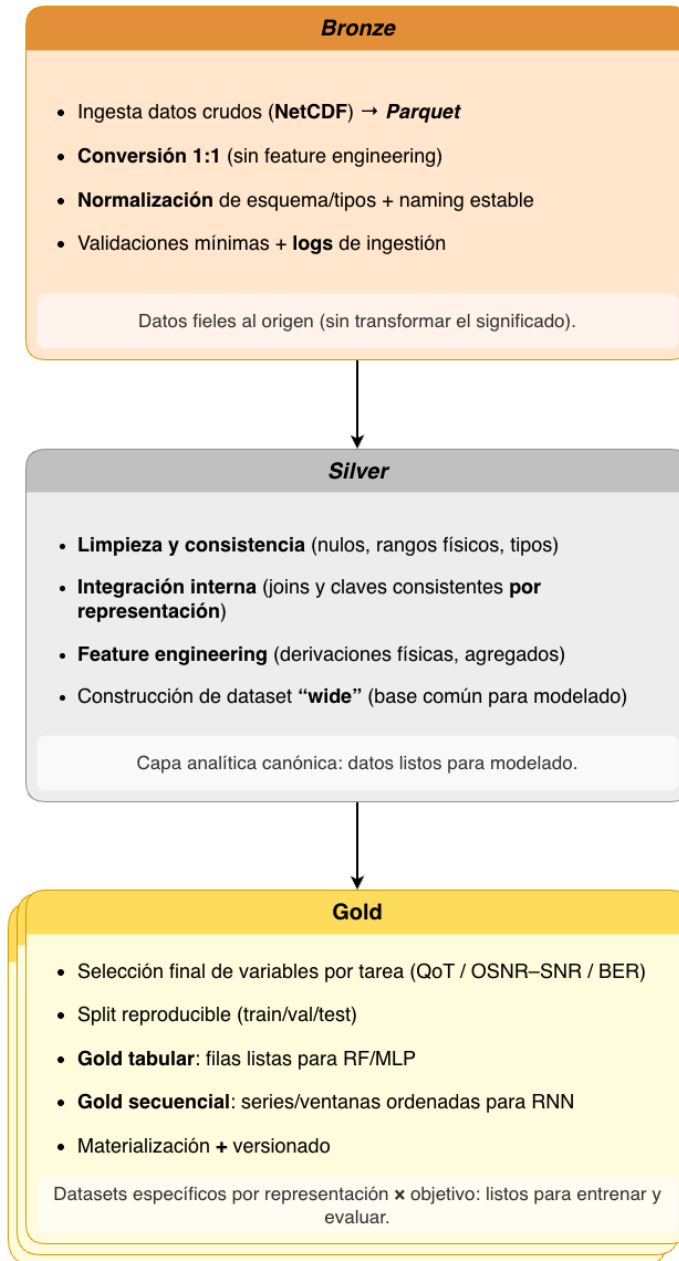 Bronze
• Ingesta datos crudos (NetCDF) → Parquet
• Conversión 1:1 (sin feature engineering)
• Normalización de esquema/tipos + naming estable
• Validaciones mínimas + logs de ingestión
Datos fieles al origen (sin transformar el significado).
Silver
• Limpieza y consistencia (nulos, rangos físicos, tipos)
• Integración interna (joins y claves consistentes por
representación)
• Feature engineering (derivaciones físicas, agregados)
• Construcción de dataset “wide” (base común para modelado)
Capa analítica canónica: datos listos para modelado.
Gold
• Selección final de variables por tarea (QoT / OSNR–SNR / BER)
• Split reproducible (train/val/test)
• Gold tabular: filas listas para RF/MLP
• Gold secuencial: series/ventanas ordenadas para RNN
• Materialización + versionado
Datasets específicos por representación × objetivo: listos para entrenar y
evaluar.